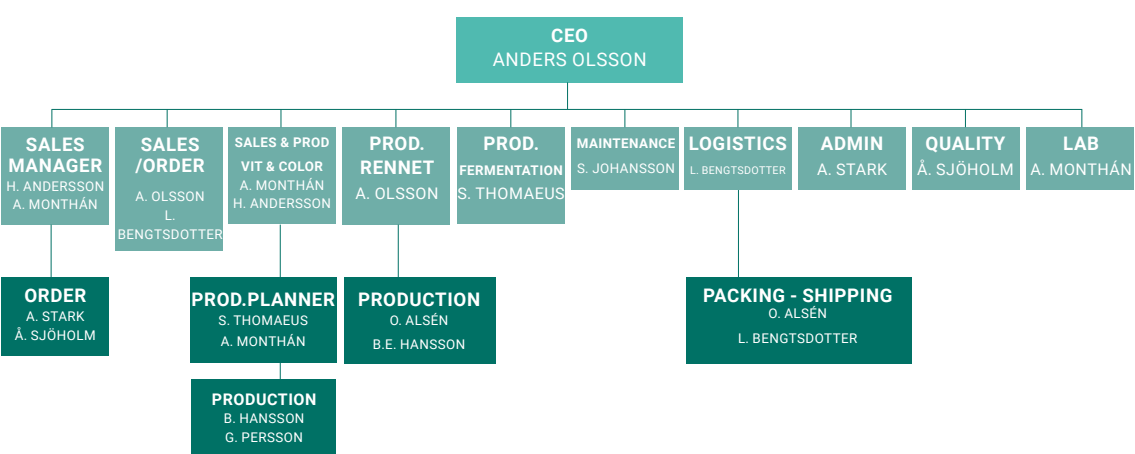 CEO
ANDERS OLSSON
SALES
MANAGER
H. ANDERSSON
A. MONTHÁN
SALES
/ORDER
A. OLSSON
L.
BENGTSDOTTER
SALES & PROD
VIT & COLOR
A. MONTHÁN
H. ANDERSSON
PROD.
RENNET
A. OLSSON
PROD.
FERMENTATION
S. THOMAEUS
MAINTENANCE
S. JOHANSSON
LOGISTICS
L. BENGTSDOTTER
ADMIN
A. STARK
QUALITY
Å. SJÖHOLM
LAB
A. MONTHÁN
ORDER
A. STARK
Å. SJÖHOLM
PROD.PLANNER
S. THOMAEUS
A. MONTHÁN
PRODUCTION
O. ALSÉN
B.E. HANSSON
PACKING - SHIPPING
O. ALSÉN
L. BENGTSDOTTER
PRODUCTION
B. HANSSON
G. PERSSON